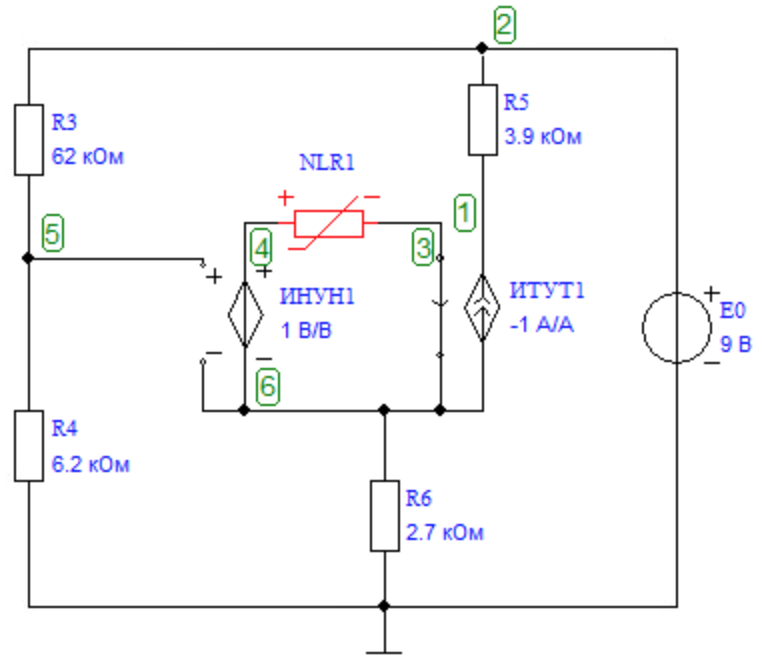 2
R3
62 кОм
R5
3.9 кОм
NLR1
+
−
5
4
3
1
+
+
ИНУН1
1 В/В
−
−
ИТУТ1
-1 А/А
+
E0
9 В
−
6
R4
6.2 кОм
R6
2.7 кОм